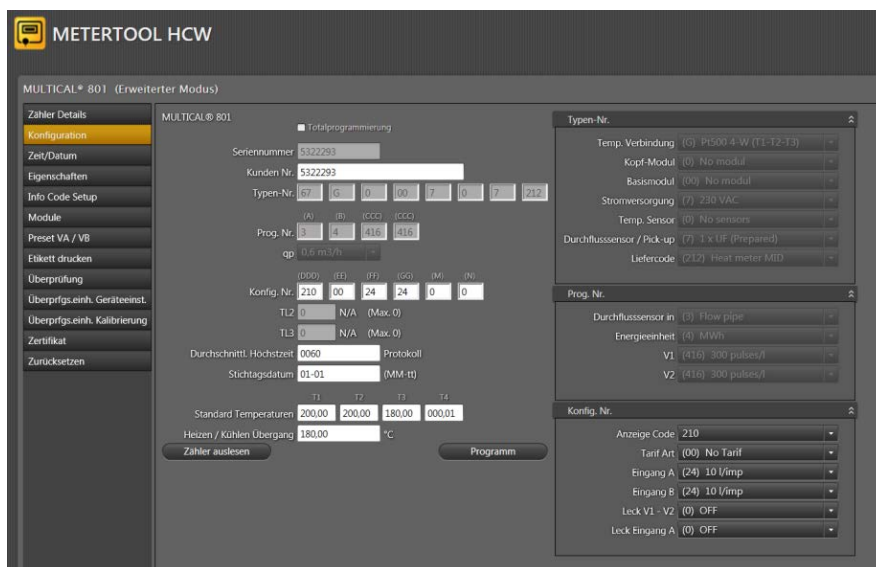 METERTOOL HCW
MULTICAL® 801 (Erweiterter Modus)
Zähler Details
Konfiguration
Zeit/Datum
Eigenschaften
Info Code Setup
Module
Preset VA / VB
Etikett drucken
Überprüfung
Überprfgs.einh. Geräteeinst.
Überprfgs.einh. Kalibrierung
Zertifikat
Zurücksetzen
MULTICAL® 801
Totalprogrammierung
Seriennummer 5322293
Kunden Nr. 5322293
Typen-Nr. 67 G 0 00 7 0 7 212
(A) (B) (CCC) (CCC)
Prog. Nr. 3 4 416 416
qp 0,6 m3/h
(DDD) (EE) (FF) (GG) (M) (N)
Konfig. Nr. 210 00 24 24 0 0
TL2 0 N/A (Max. 0)
TL3 0 N/A (Max. 0)
Durchschnittl. Höchstzeit 0060 Protokoll
Stichtagsdatum 01-01 (MM-tt)
T1 T2 T3 T4
Standard Temperaturen 200,00 200,00 180,00 000,01
Heizen / Kühlen Übergang 180,00 °C
Zähler auslesen Programm
Typen-Nr.
Temp. Verbindung (G) Pt500 4-W (T1-T2-T3)
Kopf-Modul (0) No modul
Basismodul (00) No modul
Stromversorgung (7) 230 VAC
Temp. Sensor (0) No sensors
Durchflusssensor / Pick-up (7) 1 x UF (Prepared)
Liefercode (212) Heat meter MID
Prog. Nr.
Durchflusssensor in (3) Flow pipe
Energieeinheit (4) MWh
V1 (416) 300 pulses/l
V2 (416) 300 pulses/l
Konfig. Nr.
Anzeige Code 210
Tarif Art (00) No Tarif
Eingang A (24) 10 l/imp
Eingang B (24) 10 l/imp
Leck V1 - V2 (0) OFF
Leck Eingang A (0) OFF